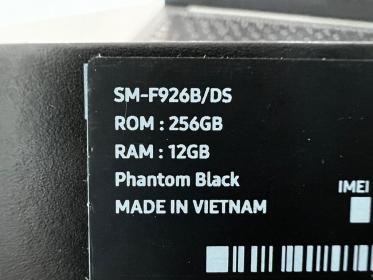 SM-F926B/DS
ROM : 256GB
RAM : 12GB
Phantom Black
IMEI
MADE IN VIETNAM